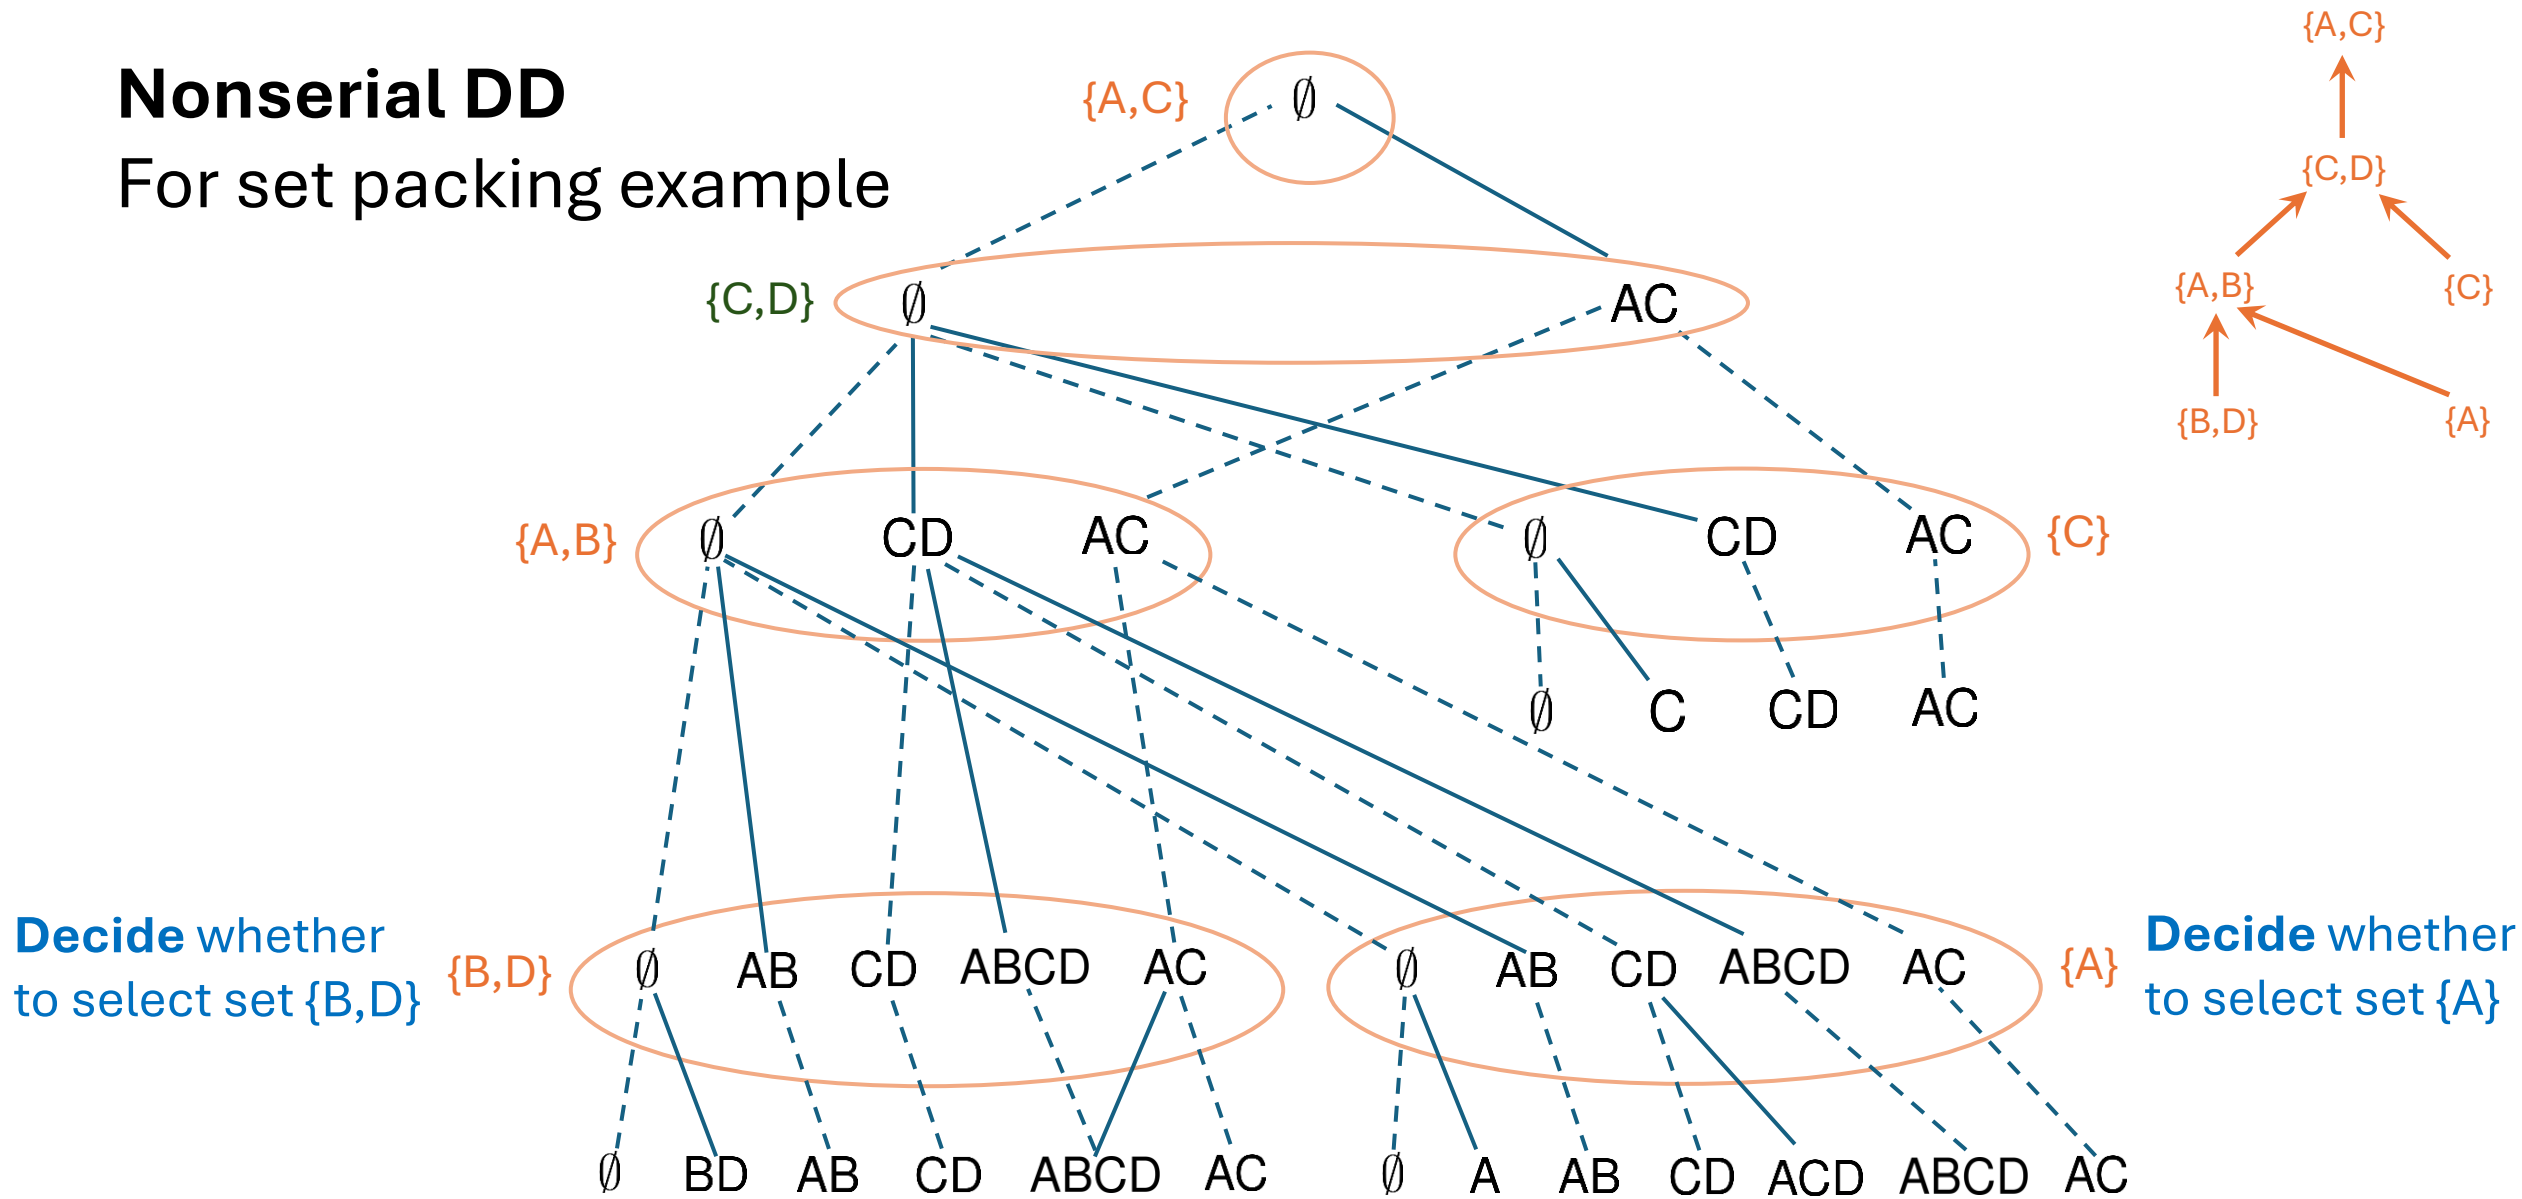 Nonserial DD
For set packing example
{A,C} ∅
{C,D} ∅ AC
{A,B} ∅ CD AC
∅ CD AC {C}
∅ C CD AC
Decide whether
to select set {B,D}
{B,D} ∅ AB CD ABCD AC
∅ AB CD ABCD AC {A}
Decide whether
to select set {A}
∅ BD AB CD ABCD AC
∅ A AB CD ACD ABCD AC
{A,C}
{C,D}
{A,B} {C}
{B,D} {A}